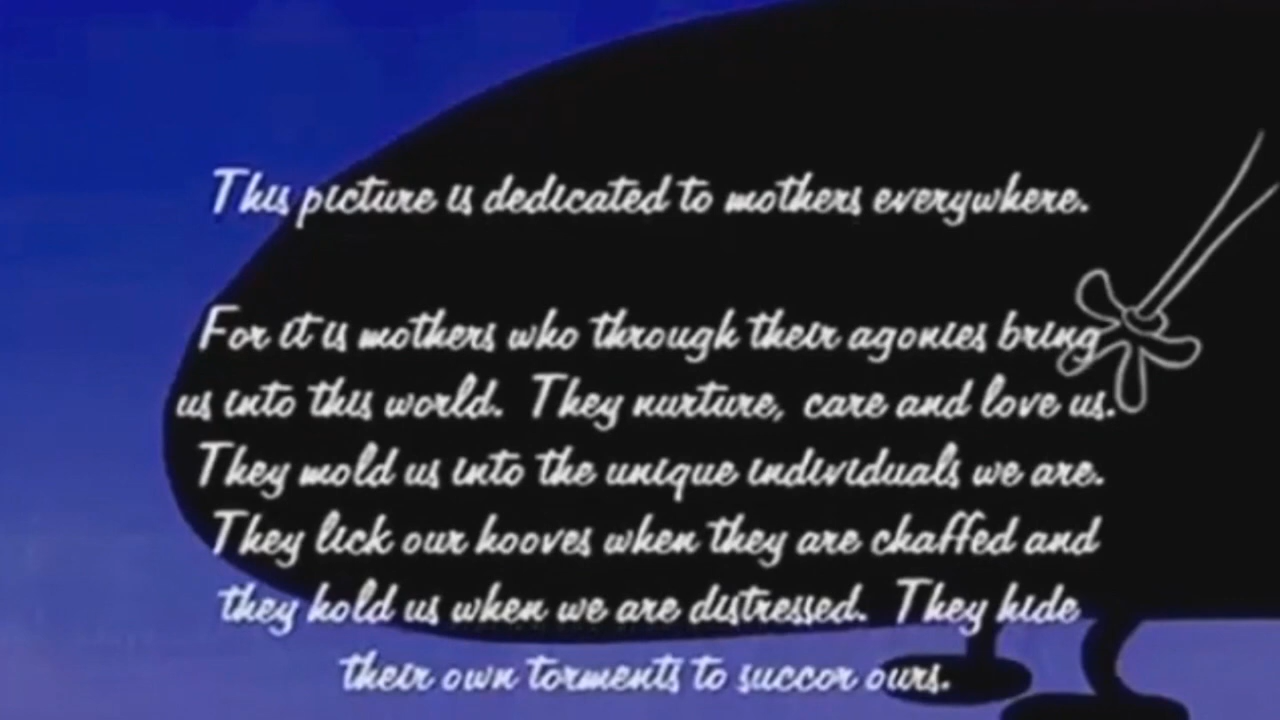 This picture is dedicated to mothers everywhere.
For it is mothers who through their agonies bring
us into this world. They nurture, care and love us.
They mold us into the unique individuals we are.
They lick our hooves when they are chaffed and
they hold us when we are distressed. They hide
their own torments to succor ours.